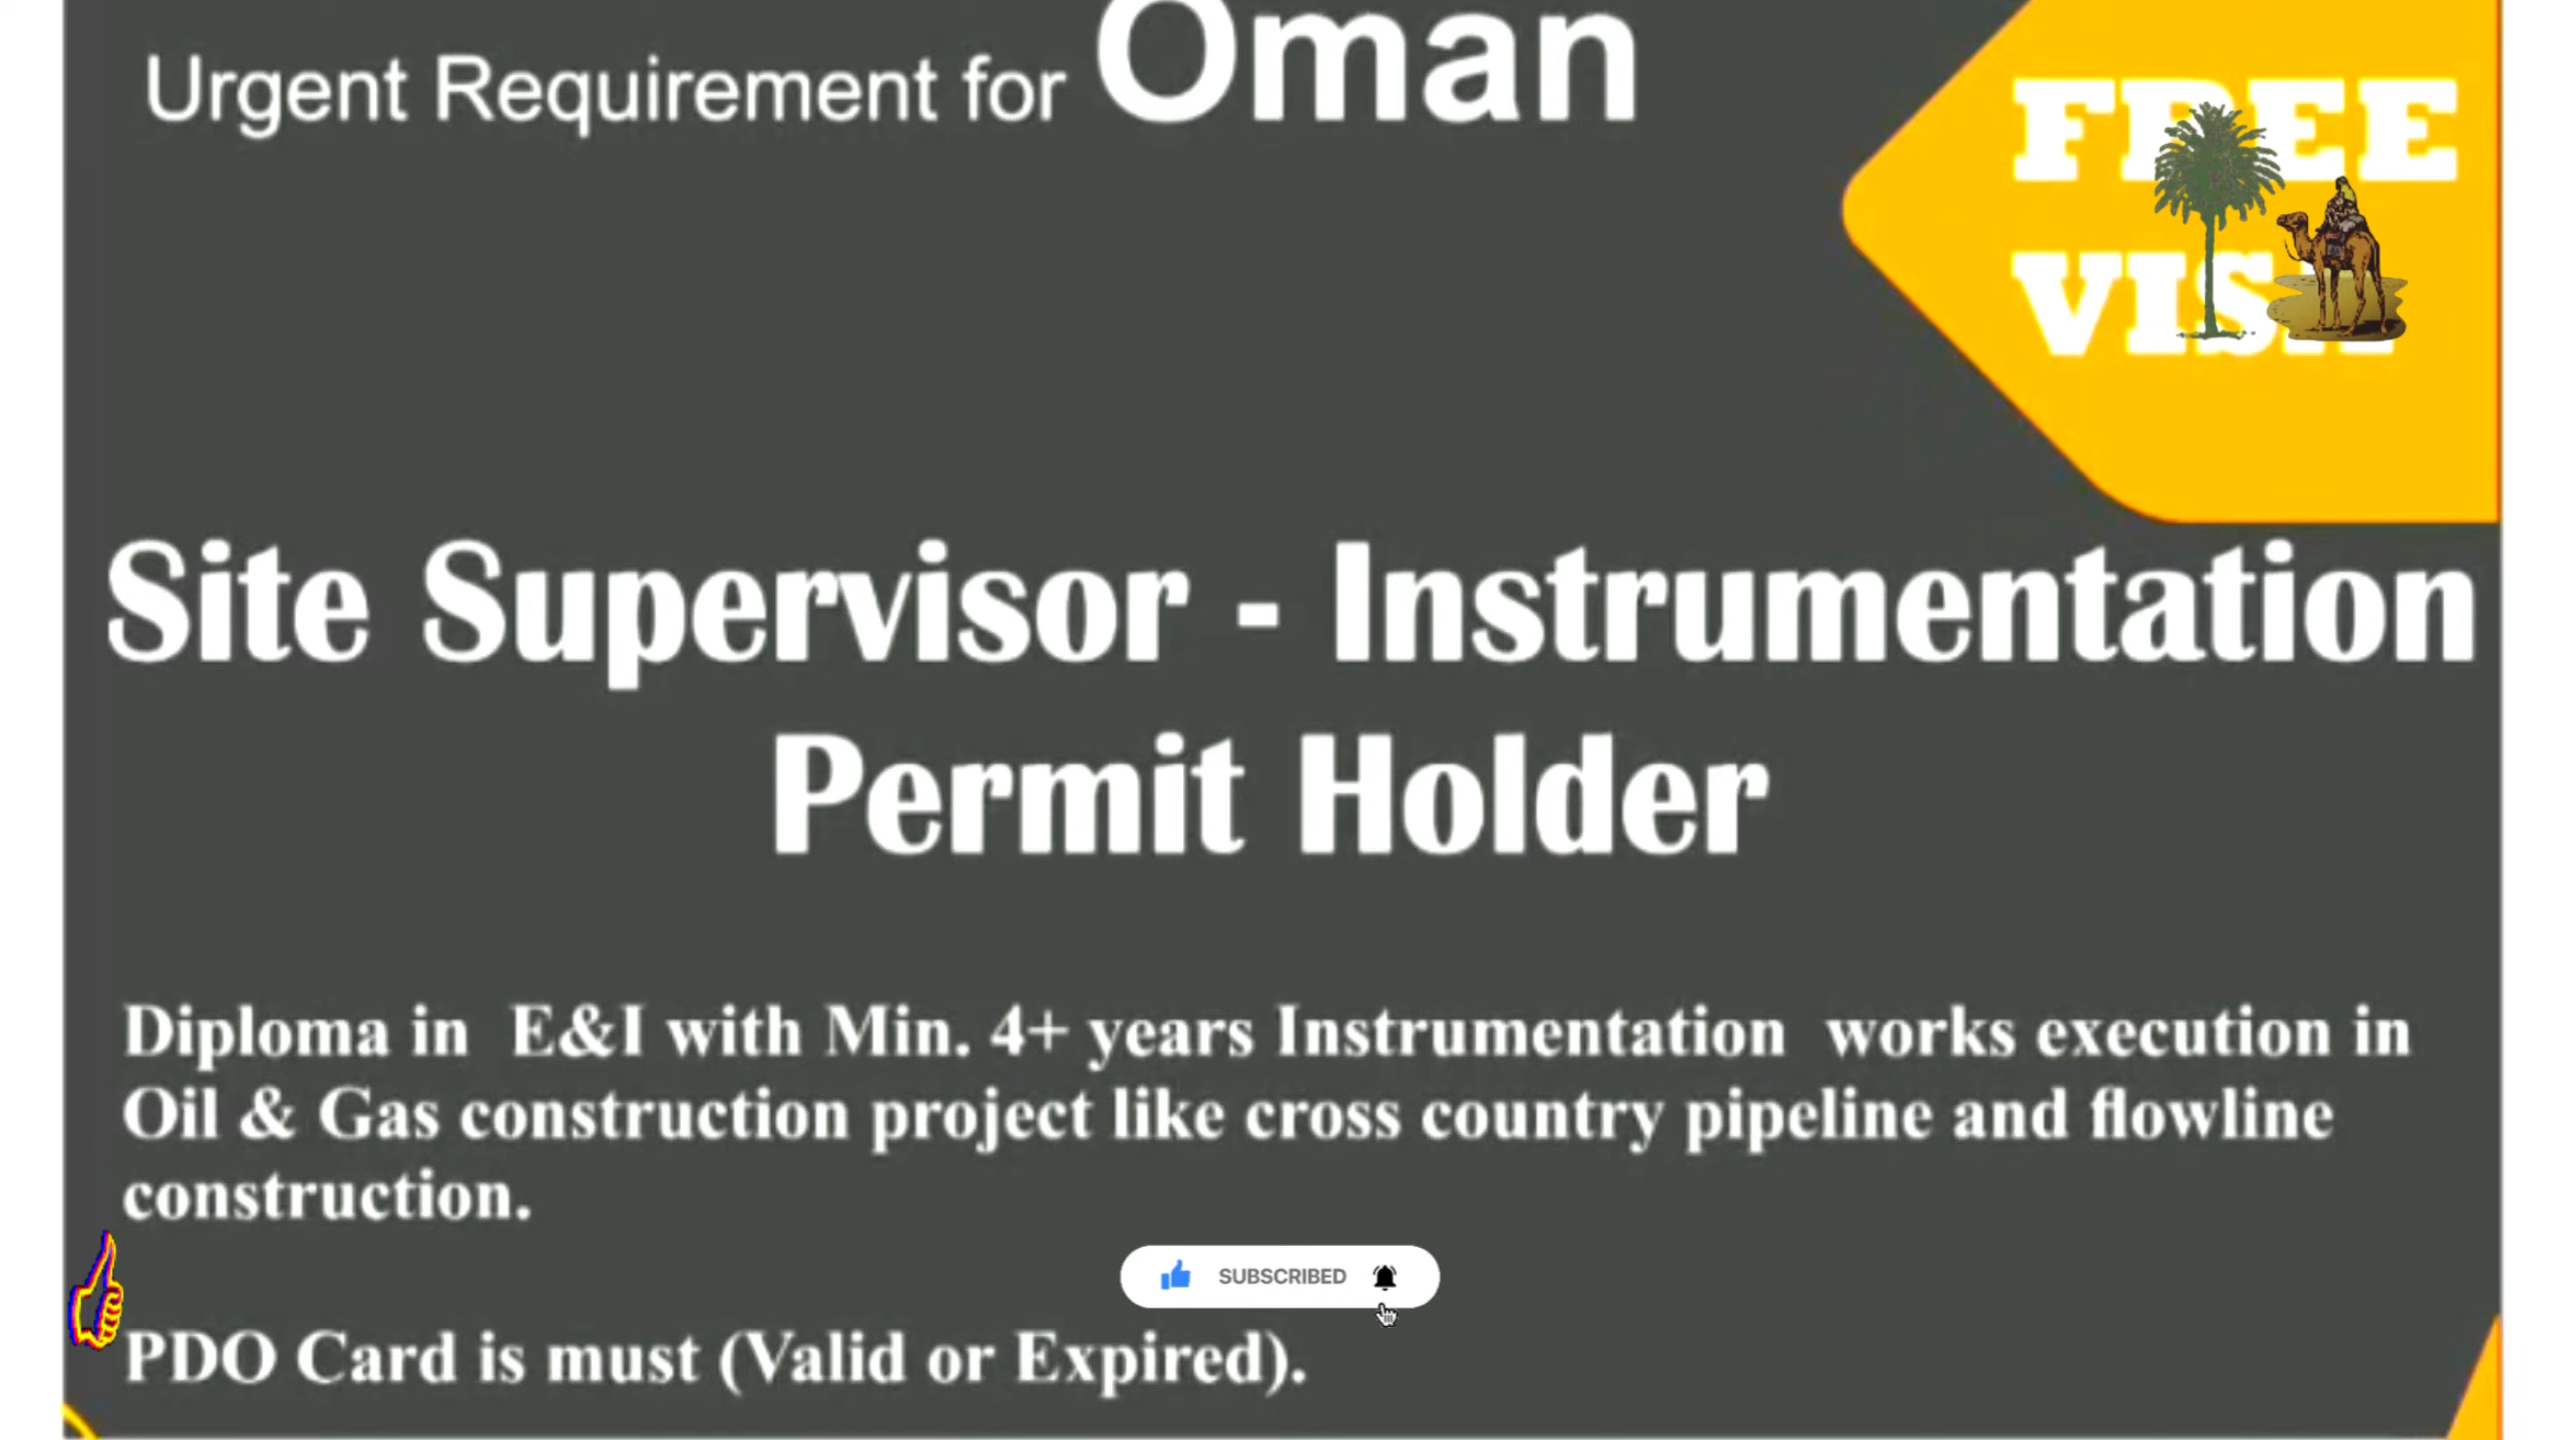 Urgent Requirement for Oman
FREE
VISA
Site Supervisor - Instrumentation
Permit Holder
Diploma in E&I with Min. 4+ years Instrumentation works execution in
Oil & Gas construction project like cross country pipeline and flowline
construction.
SUBSCRIBED
PDO Card is must (Valid or Expired).